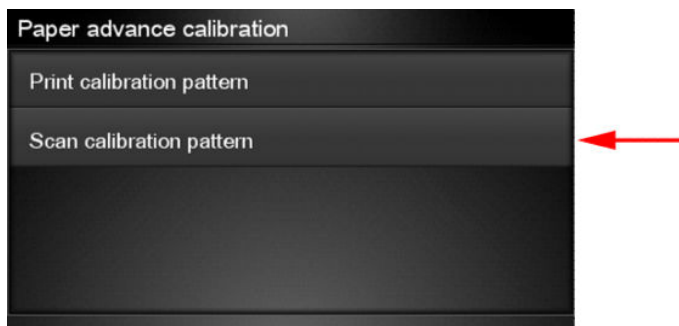 Paper advance calibration
Print calibration pattern
Scan calibration pattern